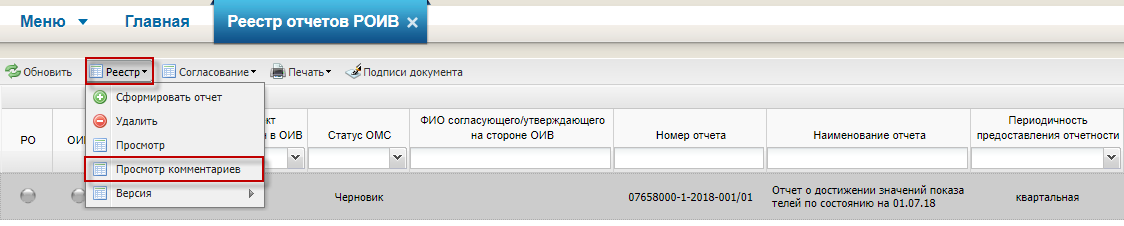 Меню Главная Реестр отчетов РОИВ
Обновить Реестр Согласование Печать Подписи документа
Сформировать отчет
Удалить
Просмотр
Просмотр комментариев
Версия
РО
в ОИВ
Статус ОМС
ФИО согласующего/утверждающего
на стороне ОИВ
Номер отчета
Наименование отчета
Периодичность
предоставления отчетности
Черновик
07658000-1-2018-001/01
Отчет о достижении значений показа
телей по состоянию на 01.07.18
квартальная